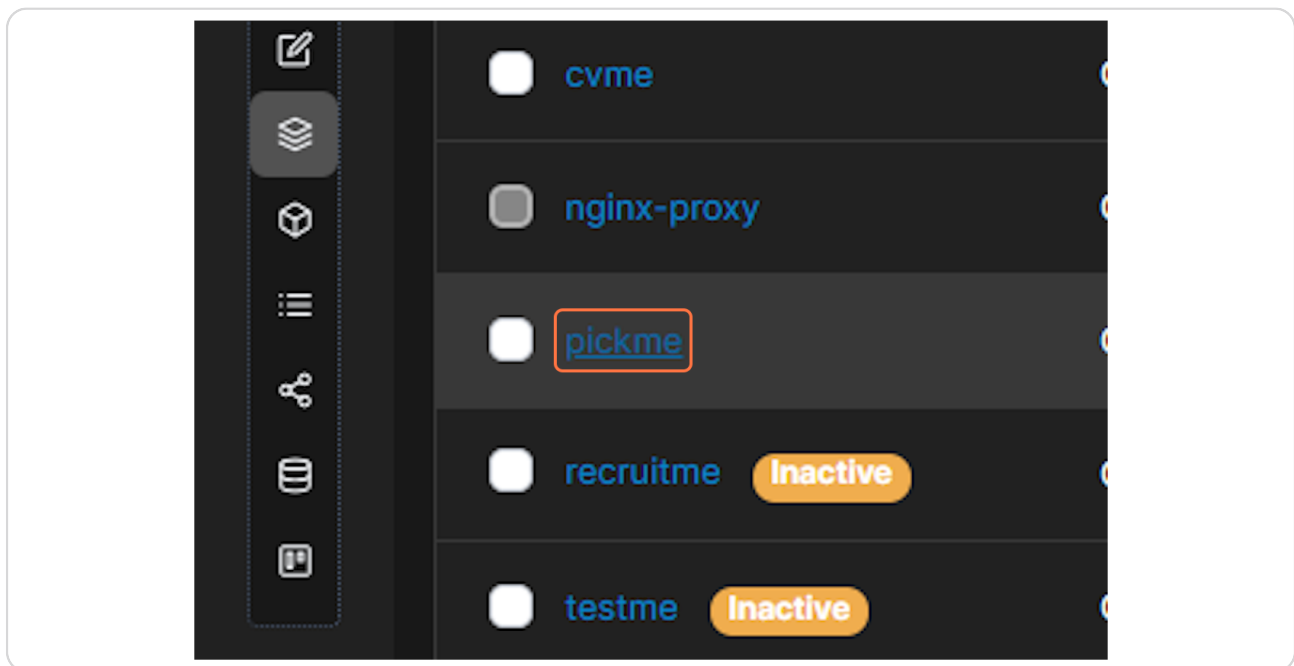 cvme
nginx-proxy
pickme
recruitme Inactive
testme Inactive